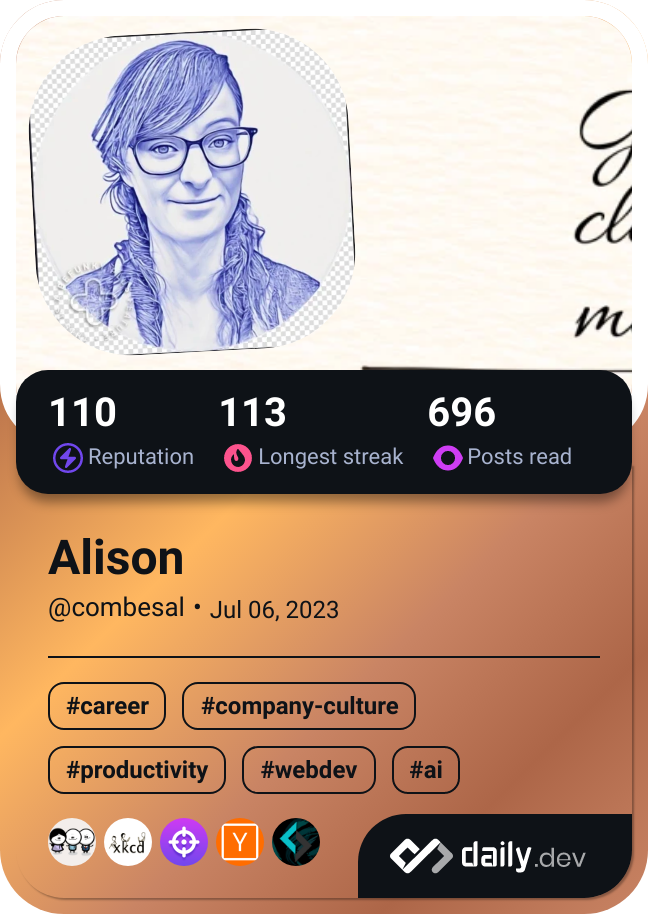 110
113
696
Reputation
Longest streak
Posts read
Alison
@combesal • Jul 06, 2023
#career
#company-culture
#productivity
#webdev
#ai
xkcd
Y
daily.dev